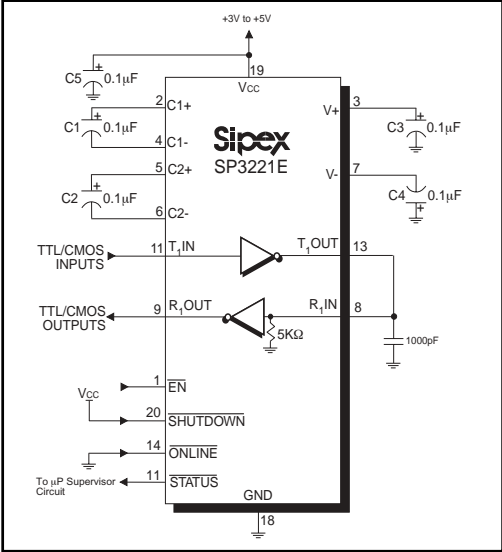 +3V to +5V
19
VCC
C5 + 0.1µF
2 C1+
C1 + 0.1µF
4 C1-
5 C2+
C2 + 0.1µF
6 C2-
Sipex
SP3221E
V+ 3
C3 + 0.1µF
V- 7
C4 0.1µF +
TTL/CMOS
INPUTS
11 T1IN
T1OUT 13
TTL/CMOS
OUTPUTS
9 R1OUT
R1IN 8
5KΩ
1000pF
1 EN
VCC
20 SHUTDOWN
14 ONLINE
To µP Supervisor
Circuit
11 STATUS
GND
18